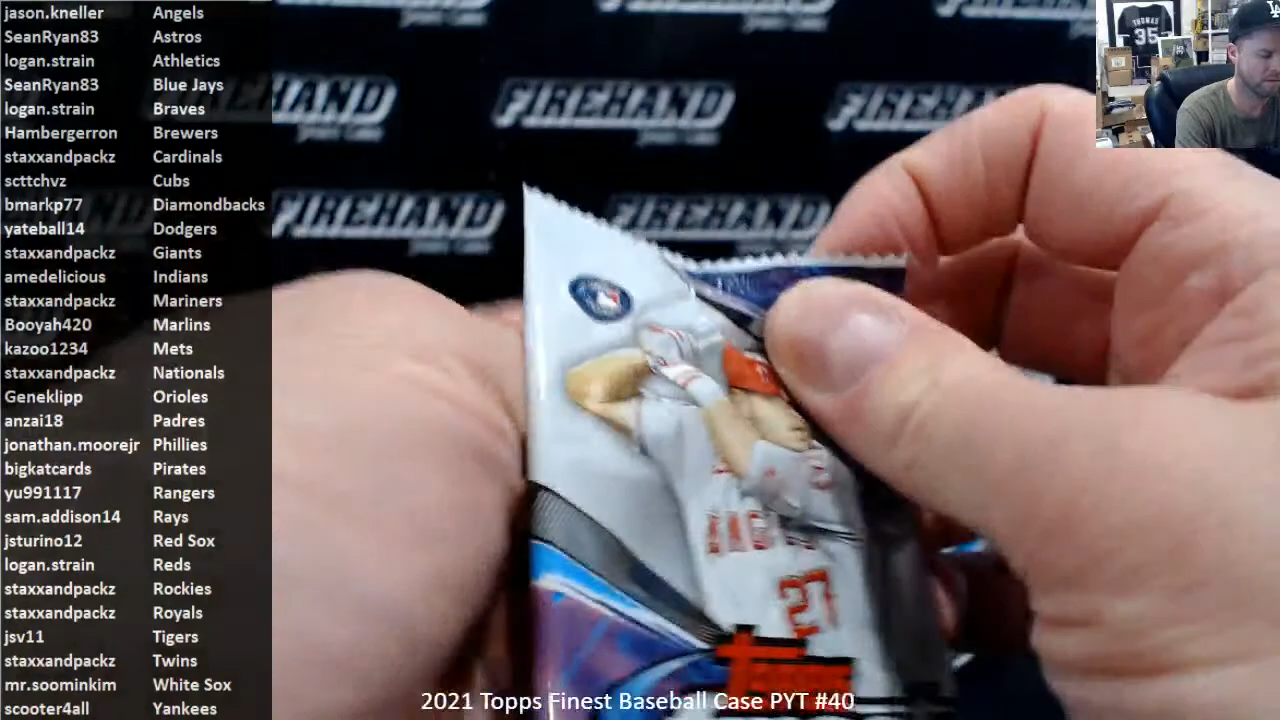 jason.kneller Angels
SeanRyan83 Astros
logan.strain Athletics
SeanRyan83 Blue Jays
logan.strain Braves
Hambergerron Brewers
staxxandpackz Cardinals
scttchvz Cubs
bmarkp77 Diamondbacks
yateball14 Dodgers
staxxandpackz Giants
amedelicious Indians
staxxandpackz Mariners
Booyah420 Marlins
kazoo1234 Mets
staxxandpackz Nationals
Geneklipp Orioles
anzai18 Padres
jonathan.moorejr Phillies
bigkatcards Pirates
yu991117 Rangers
sam.addison14 Rays
jsturino12 Red Sox
logan.strain Reds
staxxandpackz Rockies
staxxandpackz Royals
jsv11 Tigers
staxxandpackz Twins
mr.soominkim White Sox
scooter4all Yankees
FIREHAND
FIREHAND
FIREHAND
FIREHAND
THOMAS
35
27
Topps
2021 Topps Finest Baseball Case PYT #40